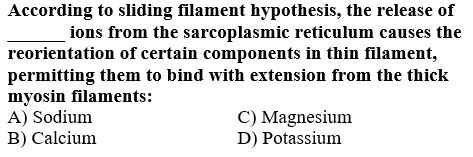 According to sliding filament hypothesis, the release of
______ ions from the sarcoplasmic reticulum causes the
reorientation of certain components in thin filament,
permitting them to bind with extension from the thick
myosin filaments:
A) Sodium C) Magnesium
B) Calcium D) Potassium